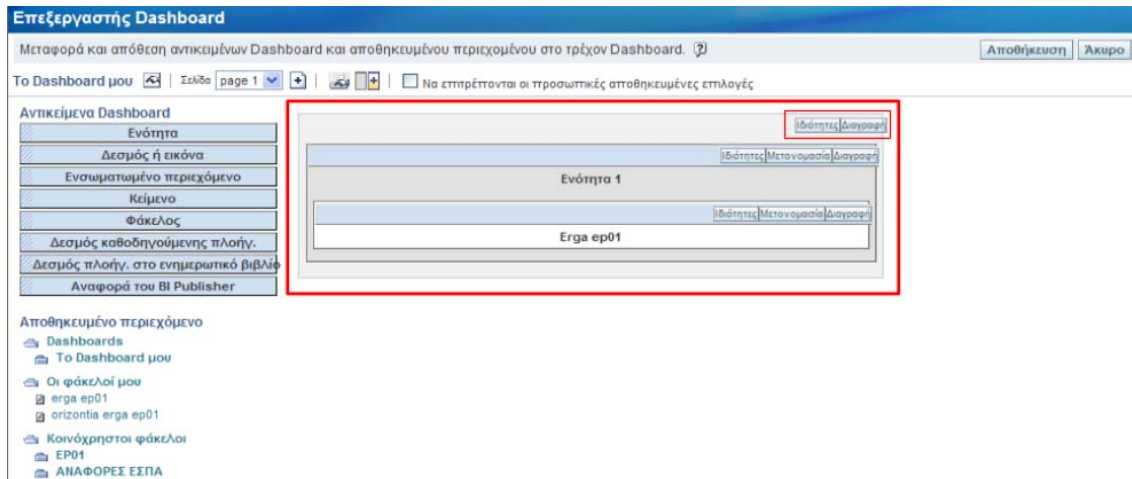 Επεξεργαστής Dashboard
Μεταφορά και απόθεση αντικειμένων Dashboard και αποθηκευμένου περιεχομένου στο τρέχον Dashboard.
Αποθήκευση Άκυρο
Το Dashboard μου | Σελίδα page 1 | | Να επιτρέπονται οι προσωπικές αποθηκευμένες επιλογές
Αντικείμενα Dashboard
Ενότητα
Δεσμός ή εικόνα
Ενσωματωμένο περιεχόμενο
Κείμενο
Φάκελος
Δεσμός καθοδηγούμενης πλοήγ.
Δεσμός πλοήγ. στο ενημερωτικό βιβλίο
Αναφορά του BI Publisher
Ιδιότητες Διαγραφή
Ιδιότητες Μετονομασία Διαγραφή
Ενότητα 1
Ιδιότητες Μετονομασία Διαγραφή
Erga ep01
Αποθηκευμένο περιεχόμενο
Dashboards
Το Dashboard μου
Οι φάκελοί μου
erga ep01
orizontia erga ep01
Κοινόχρηστοι φάκελοι
EP01
ΑΝΑΦΟΡΕΣ ΕΣΠΑ